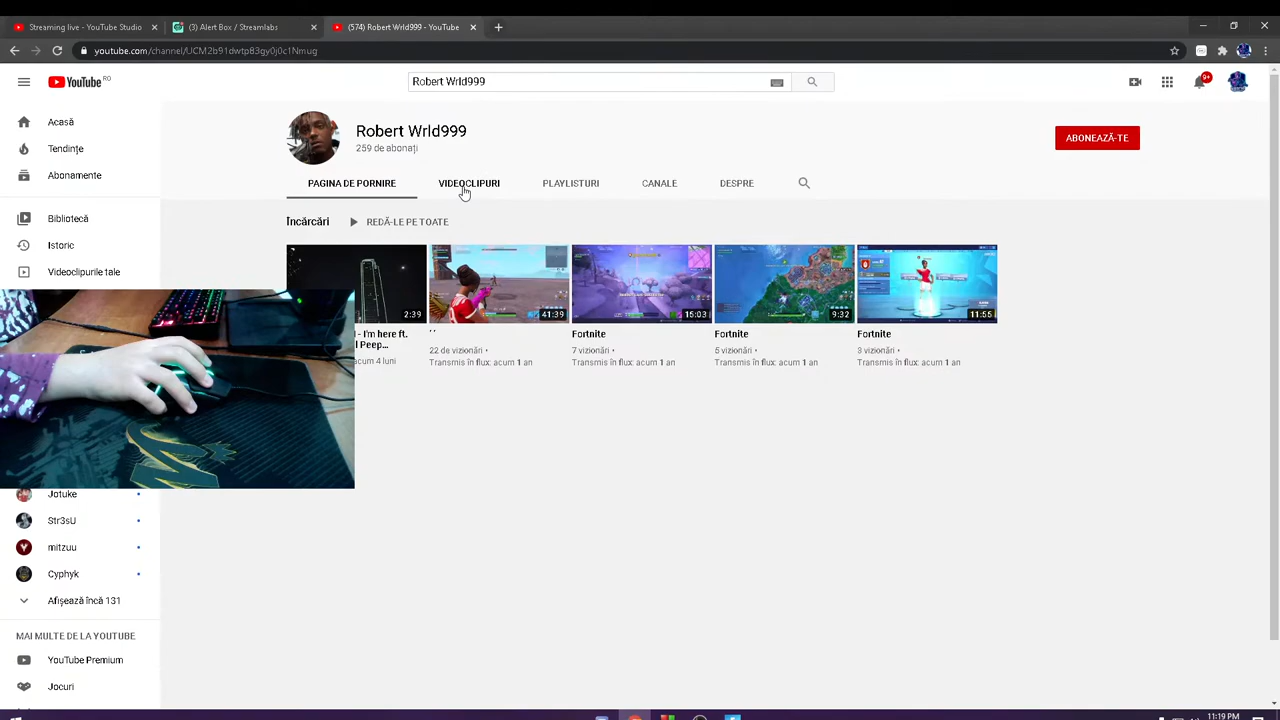 Streaming live - YouTube Studio
(3) Alert Box / Streamlabs
(574) Robert Wrld999 - YouTube
youtube.com/channel/UCM2b91dwtpB3gy0j0c1Nmug
YouTube RO
Robert Wrld999
9+
Acasă
Tendințe
Abonamente
Bibliotecă
Istoric
Videoclipurile tale
Jotuke
Str3sU
mitzuu
Cyphyk
Afișează încă 131
MAI MULTE DE LA YOUTUBE
YouTube Premium
Jocuri
Robert Wrld999
259 de abonați
ABONEAZĂ-TE
PAGINA DE PORNIRE
VIDEOCLIPURI
PLAYLISTURI
CANALE
DESPRE
Încărcări
REDĂ-LE PE TOATE
2:39
41:39
15:03
9:32
11:55
- I'm here ft.
Peep...
acum 4 luni
22 de vizionări •
Transmis în flux: acum 1 an
Fortnite
7 vizionări •
Transmis în flux: acum 1 an
Fortnite
5 vizionări •
Transmis în flux: acum 1 an
Fortnite
3 vizionări •
Transmis în flux: acum 1 an
11:19 PM